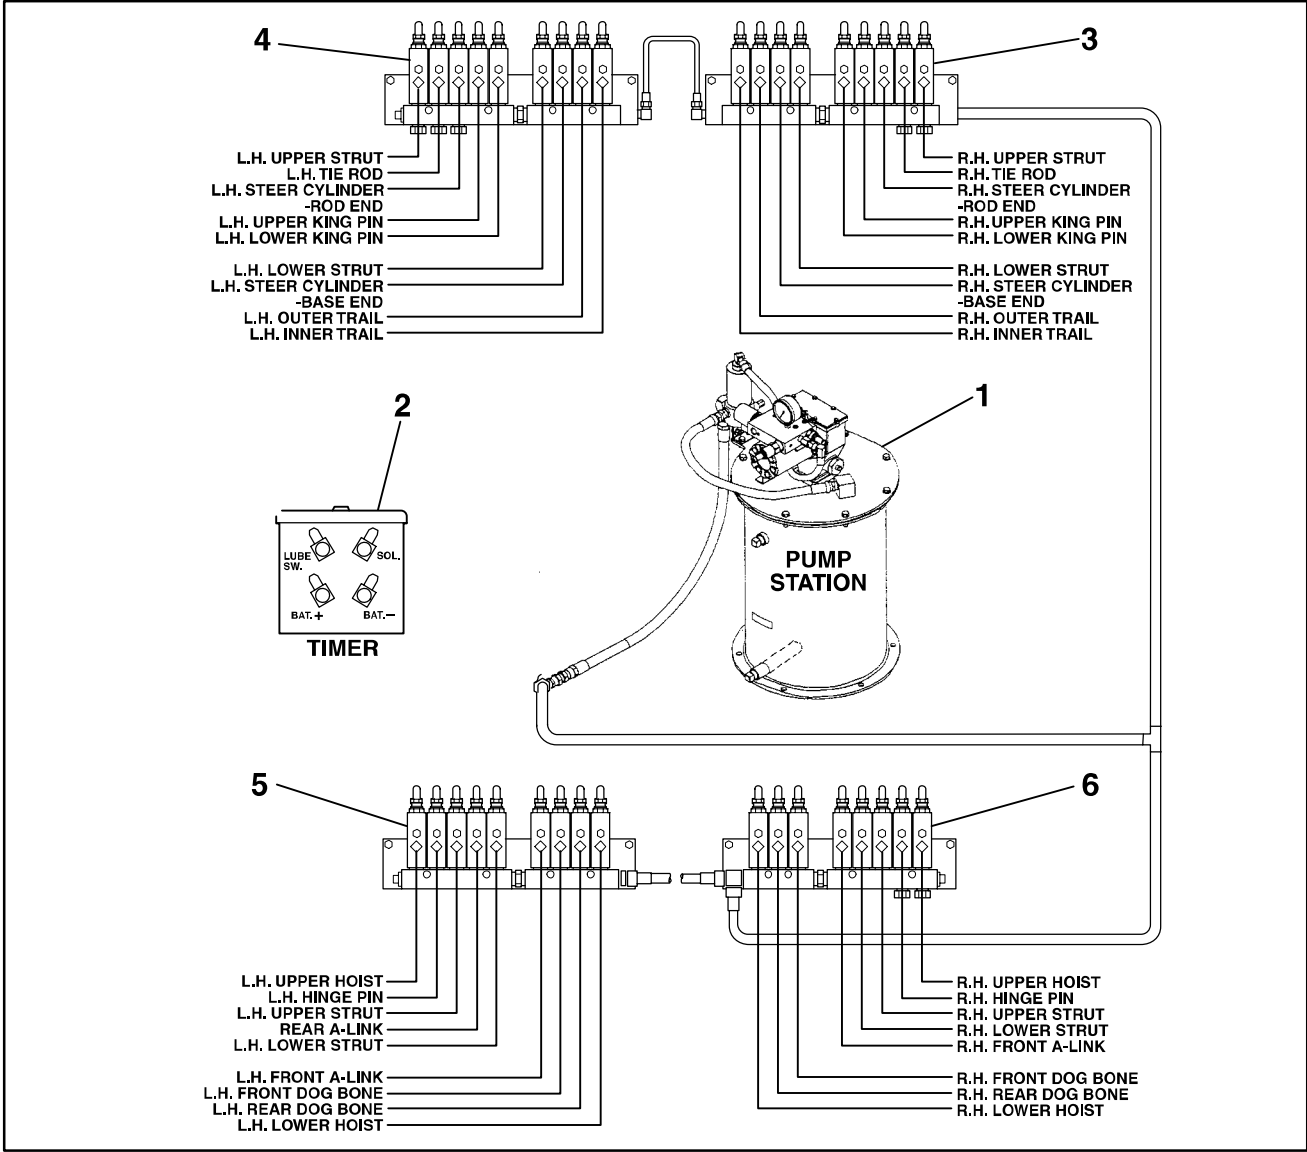 4
3
L.H. UPPER STRUT
L.H. TIE ROD
L.H. STEER CYLINDER
-ROD END
L.H. UPPER KING PIN
L.H. LOWER KING PIN
L.H. LOWER STRUT
L.H. STEER CYLINDER
-BASE END
L.H. OUTER TRAIL
L.H. INNER TRAIL
R.H. UPPER STRUT
R.H. TIE ROD
R.H. STEER CYLINDER
-ROD END
R.H. UPPER KING PIN
R.H. LOWER KING PIN
R.H. LOWER STRUT
R.H. STEER CYLINDER
-BASE END
R.H. OUTER TRAIL
R.H. INNER TRAIL
2
1
LUBE
SW.
SOL.
BAT. +
BAT. −
TIMER
PUMP
STATION
5
6
L.H. UPPER HOIST
L.H. HINGE PIN
L.H. UPPER STRUT
REAR A-LINK
L.H. LOWER STRUT
L.H. FRONT A-LINK
L.H. FRONT DOG BONE
L.H. REAR DOG BONE
L.H. LOWER HOIST
R.H. UPPER HOIST
R.H. HINGE PIN
R.H. UPPER STRUT
R.H. LOWER STRUT
R.H. FRONT A-LINK
R.H. FRONT DOG BONE
R.H. REAR DOG BONE
R.H. LOWER HOIST